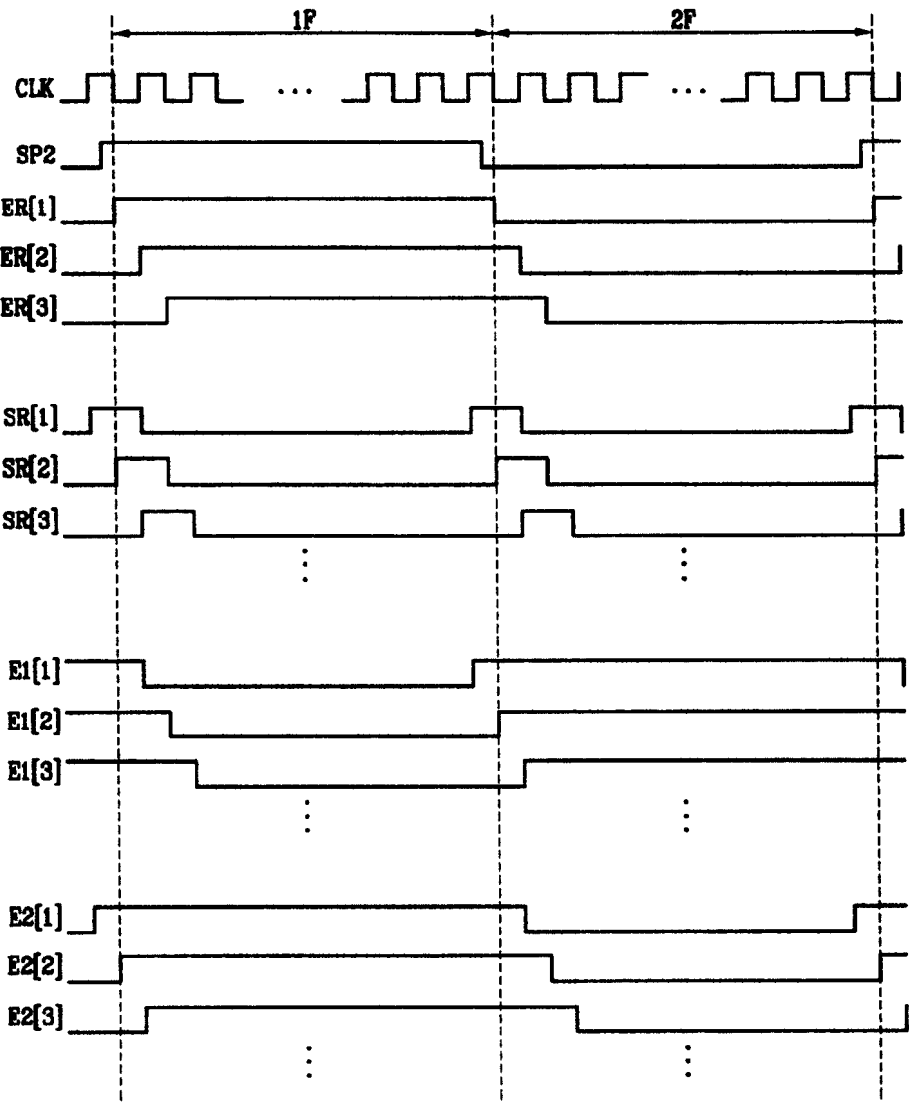 1F 2F
CLK ... ...
SP2
ER[1]
ER[2]
ER[3]
SR[1]
SR[2]
SR[3]
E1[1]
E1[2]
E1[3]
E2[1]
E2[2]
E2[3]